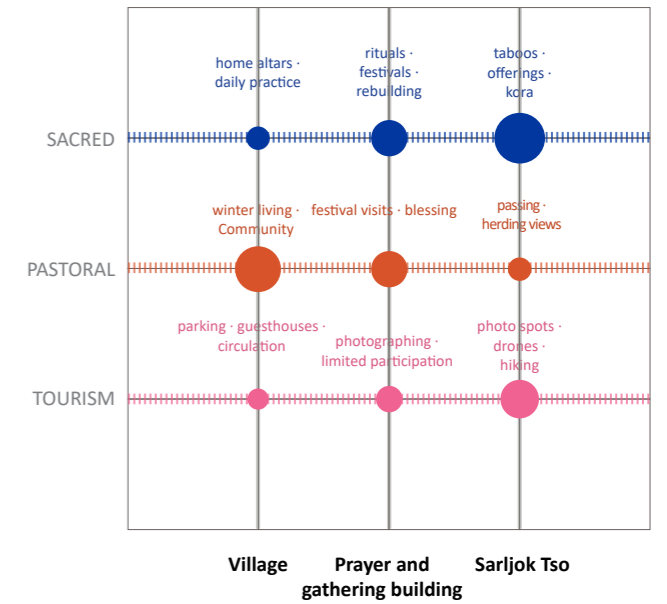 home altars ·
daily practice
rituals ·
festivals ·
rebuilding
taboos ·
offerings ·
kora
SACRED
winter living ·
Community
festival visits · blessing
passing ·
herding views
PASTORAL
parking · guesthouses ·
circulation
photographing ·
limited participation
photo spots ·
drones ·
hiking
TOURISM
Village
Prayer and
gathering building
Sarljok Tso